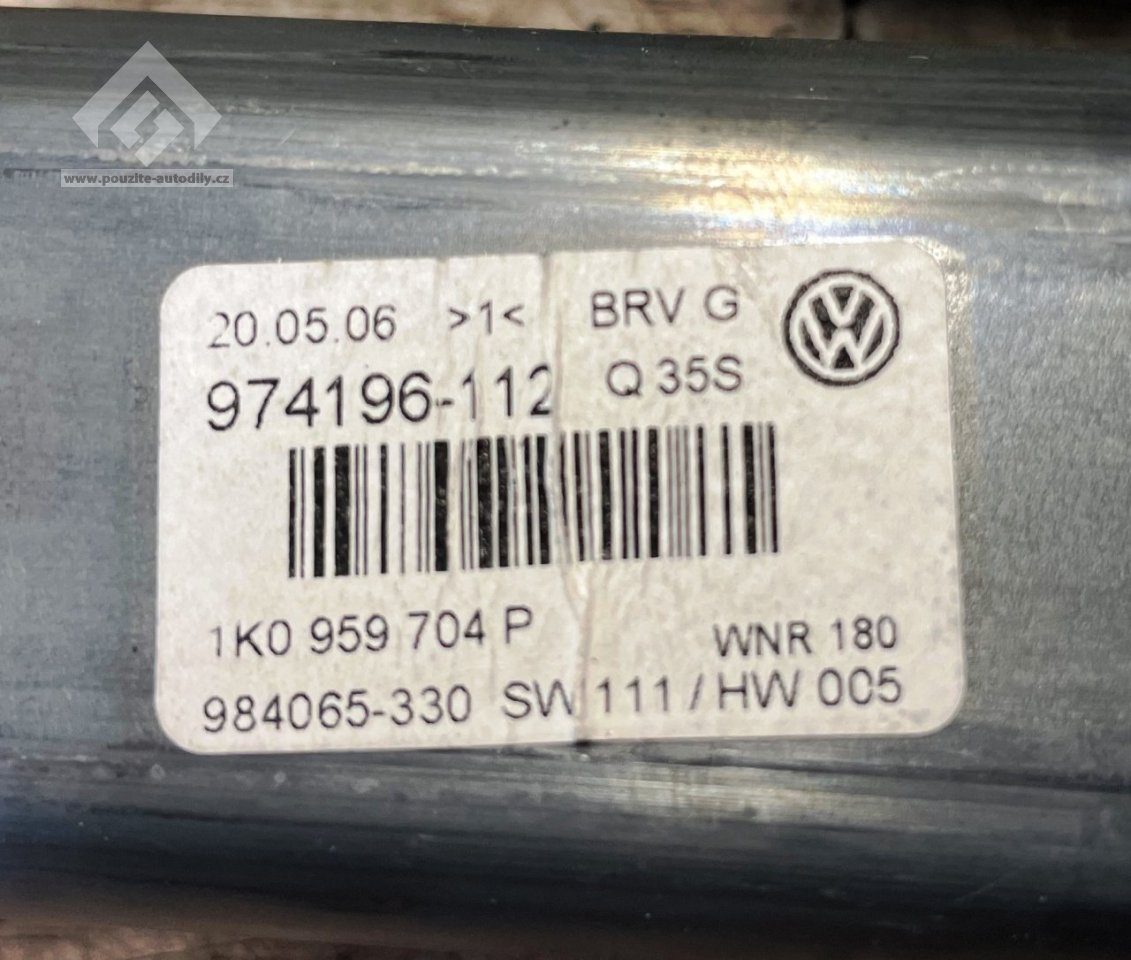 www.pouzite-autodily.cz
20.05.06 >1< BRV G
974196-112 Q 35S
1K0 959 704 P WNR 180
984065-330 SW 111 / HW 005